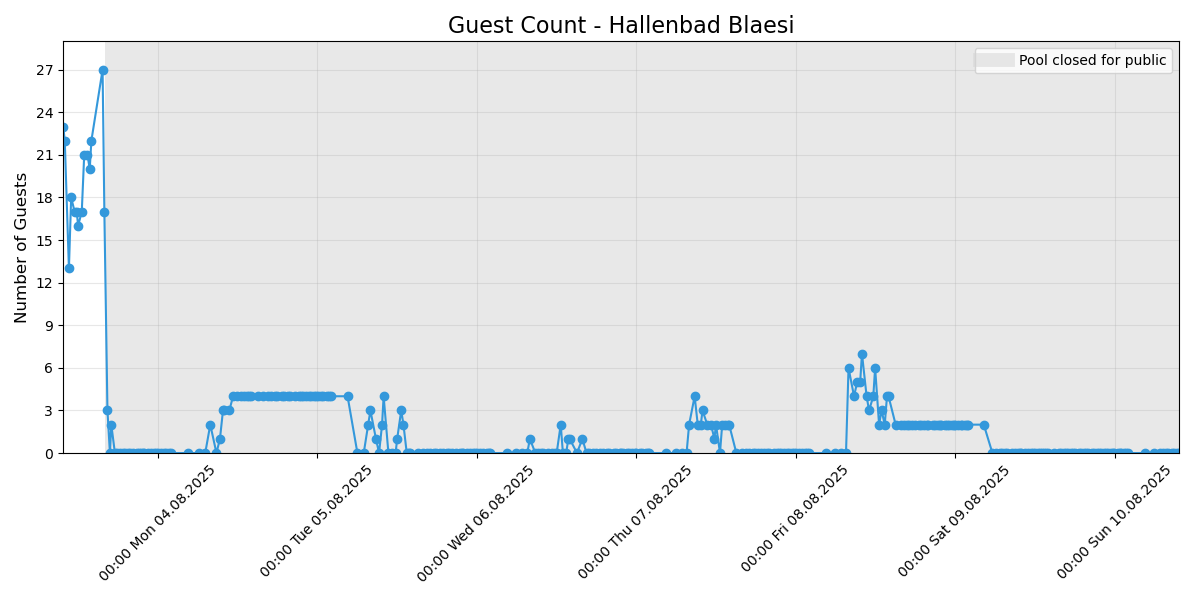 Guest Count - Hallenbad Blaesi
Pool closed for public
Number of Guests
27
24
21
18
15
12
9
6
3
0
00:00 Mon 04.08.2025
00:00 Tue 05.08.2025
00:00 Wed 06.08.2025
00:00 Thu 07.08.2025
00:00 Fri 08.08.2025
00:00 Sat 09.08.2025
00:00 Sun 10.08.2025